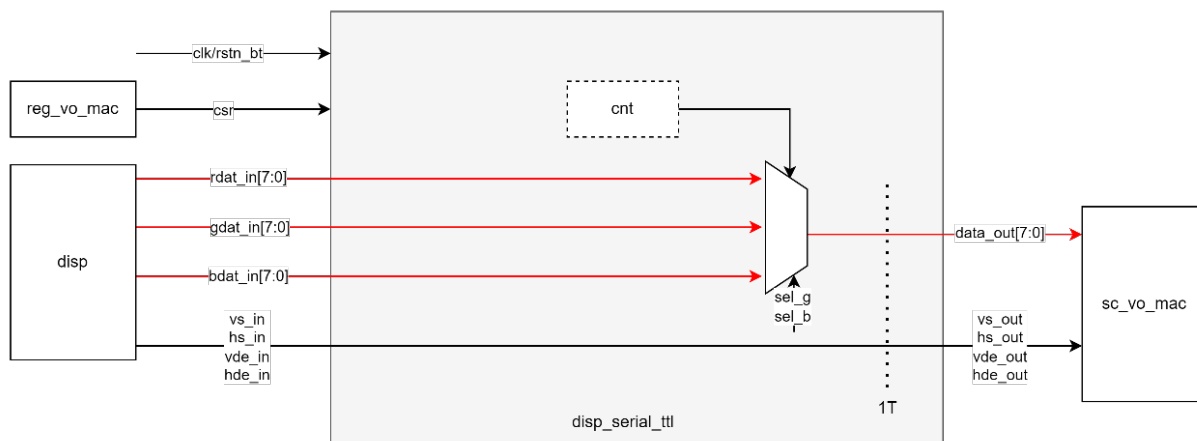 clk/rstn_bt
reg_vo_mac
csr
cnt
rdat_in[7:0]
gdat_in[7:0]
bdat_in[7:0]
disp
data_out[7:0]
sel_g
sel_b
sc_vo_mac
vs_in
hs_in
vde_in
hde_in
vs_out
hs_out
vde_out
hde_out
1T
disp_serial_ttl